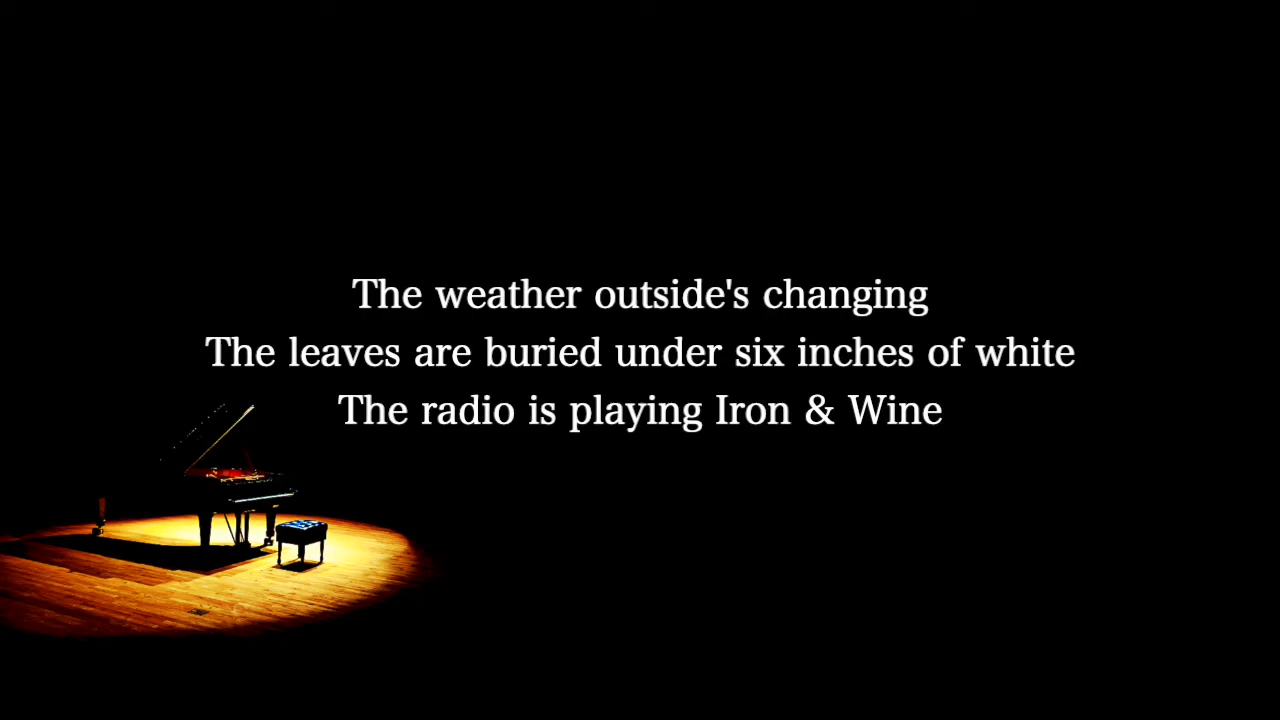 The weather outside's changing
The leaves are buried under six inches of white
The radio is playing Iron & Wine